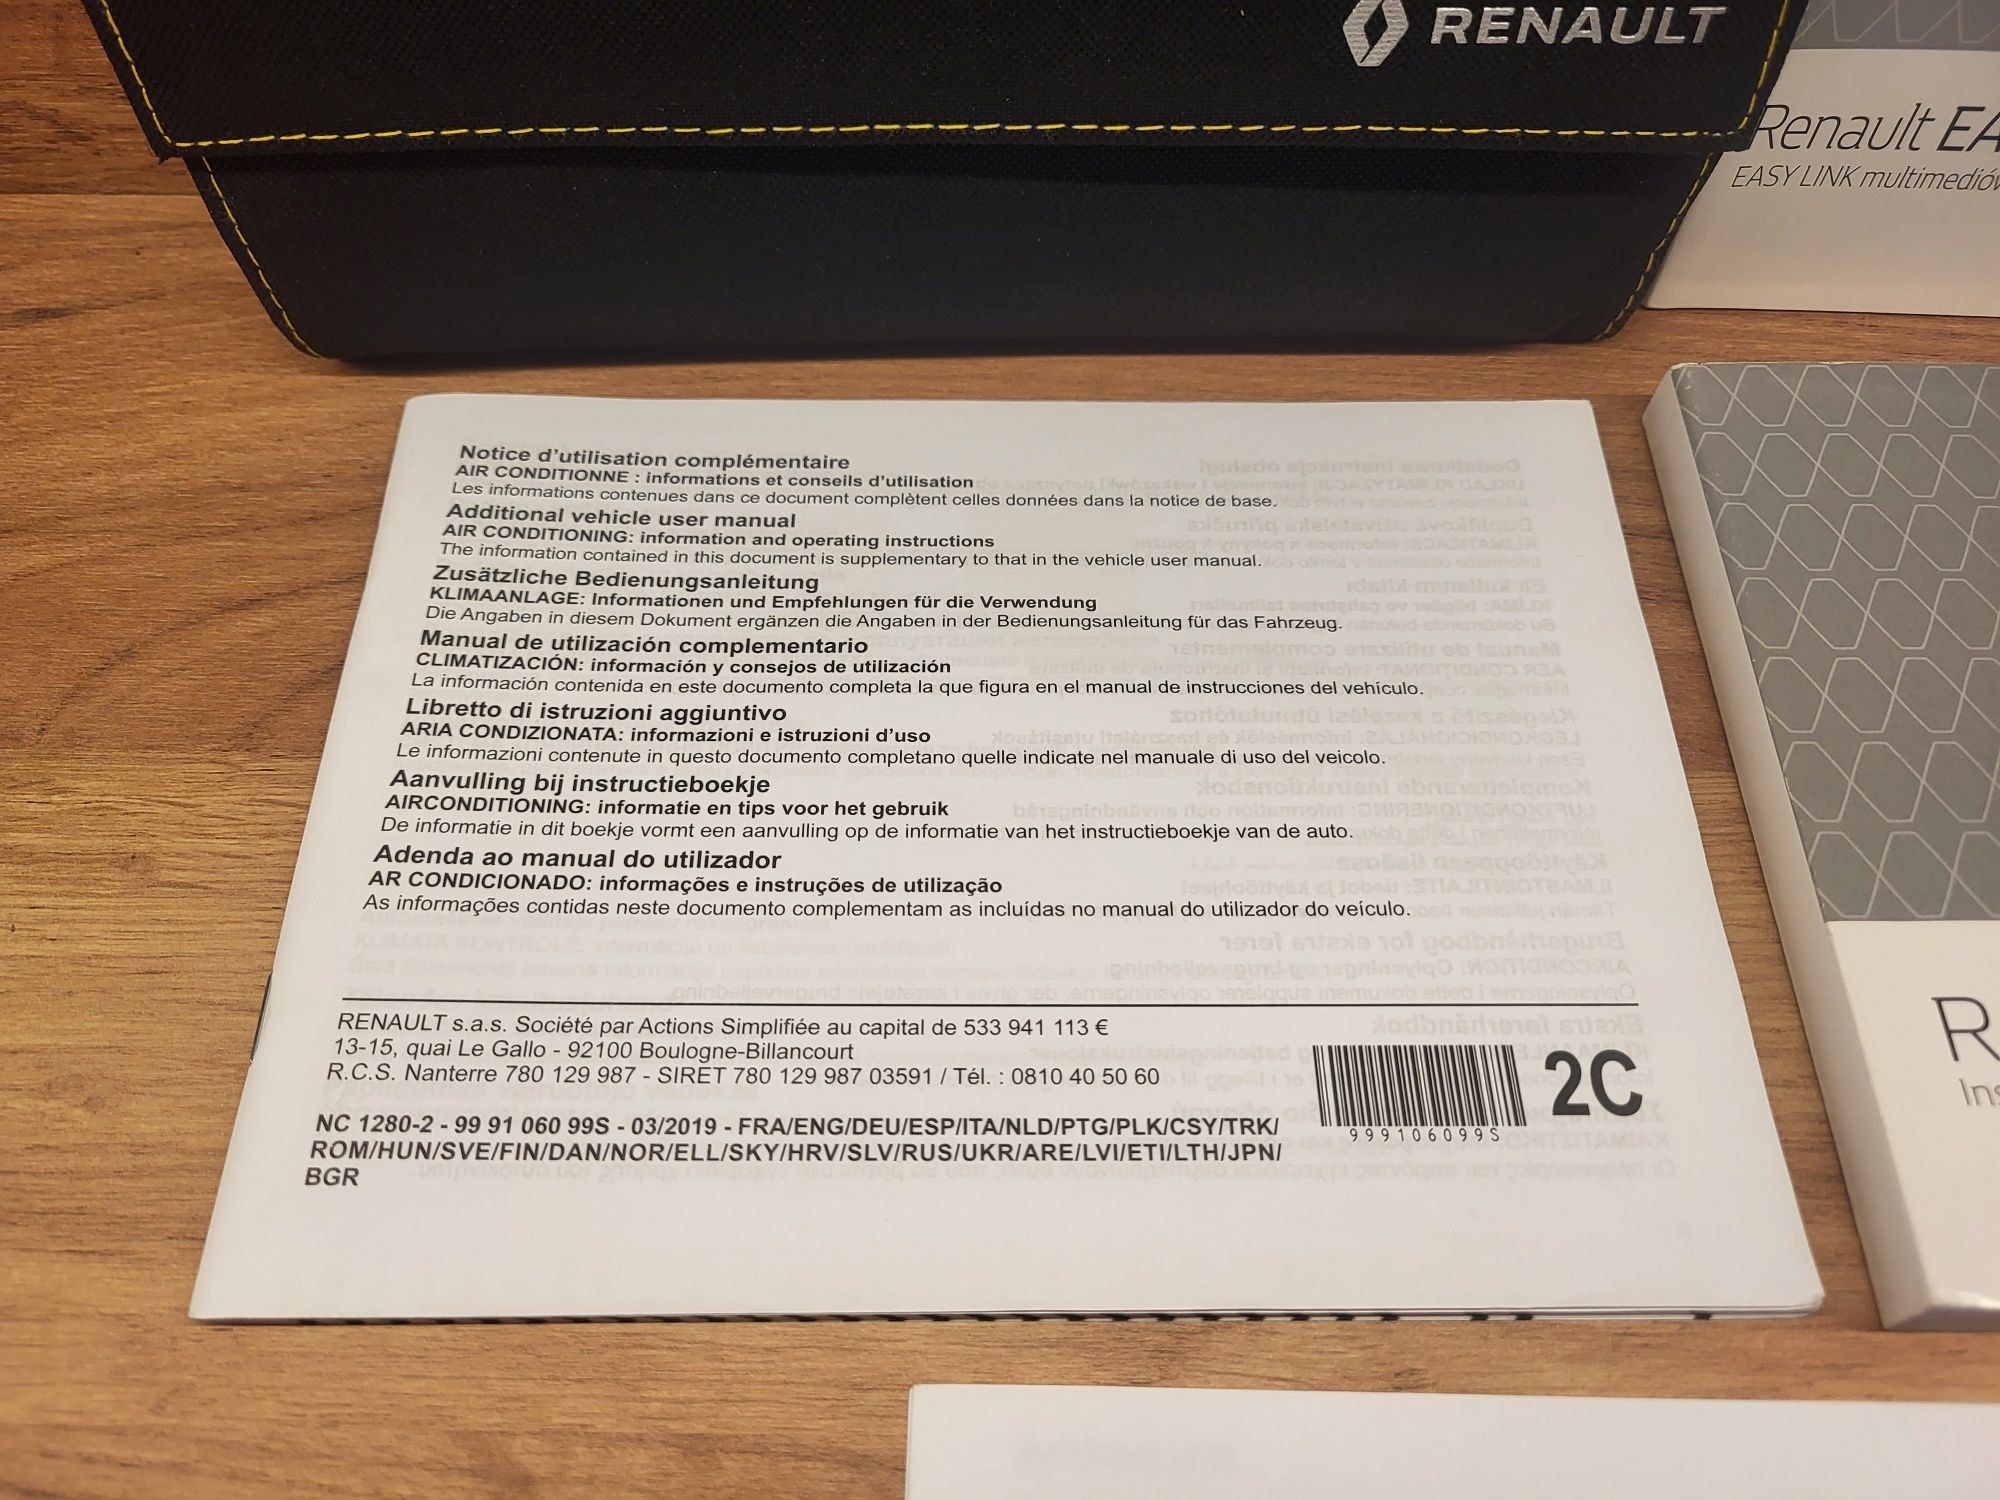 RENAULT
Renault EA
EASY LINK multimedió
Notice d'utilisation complémentaire
AIR CONDITIONNE : informations et conseils d'utilisation
Les informations contenues dans ce document complètent celles données dans la notice de base.
Additional vehicle user manual
AIR CONDITIONING: information and operating instructions
The information contained in this document is supplementary to that in the vehicle user manual.
Zusätzliche Bedienungsanleitung
KLIMAANLAGE: Informationen und Empfehlungen für die Verwendung
Die Angaben in diesem Dokument ergänzen die Angaben in der Bedienungsanleitung für das Fahrzeug.
Manual de utilización complementario
CLIMATIZACIÓN: información y consejos de utilización
La información contenida en este documento completa la que figura en el manual de instrucciones del vehículo.
Libretto di istruzioni aggiuntivo
ARIA CONDIZIONATA: informazioni e istruzioni d'uso
Le informazioni contenute in questo documento completano quelle indicate nel manuale di uso del veicolo.
Aanvulling bij instructieboekje
AIRCONDITIONING: informatie en tips voor het gebruik
De informatie in dit boekje vormt een aanvulling op de informatie van het instructieboekje van de auto.
Adenda ao manual do utilizador
AR CONDICIONADO: informações e instruções de utilização
As informações contidas neste documento complementam as incluídas no manual do utilizador do veículo.
RENAULT s.a.s. Société par Actions Simplifiée au capital de 533 941 113 €
13-15, quai Le Gallo - 92100 Boulogne-Billancourt
R.C.S. Nanterre 780 129 987 - SIRET 780 129 987 03591 / Tél. : 0810 40 50 60
NC 1280-2 - 99 91 060 99S - 03/2019 - FRA/ENG/DEU/ESP/ITA/NLD/PTG/PLK/CSY/TRK/
ROM/HUN/SVE/FIN/DAN/NOR/ELL/SKY/HRV/SLV/RUS/UKR/ARE/LVI/ETI/LTH/JPN/
BGR
999106099S
2C
R
Ins